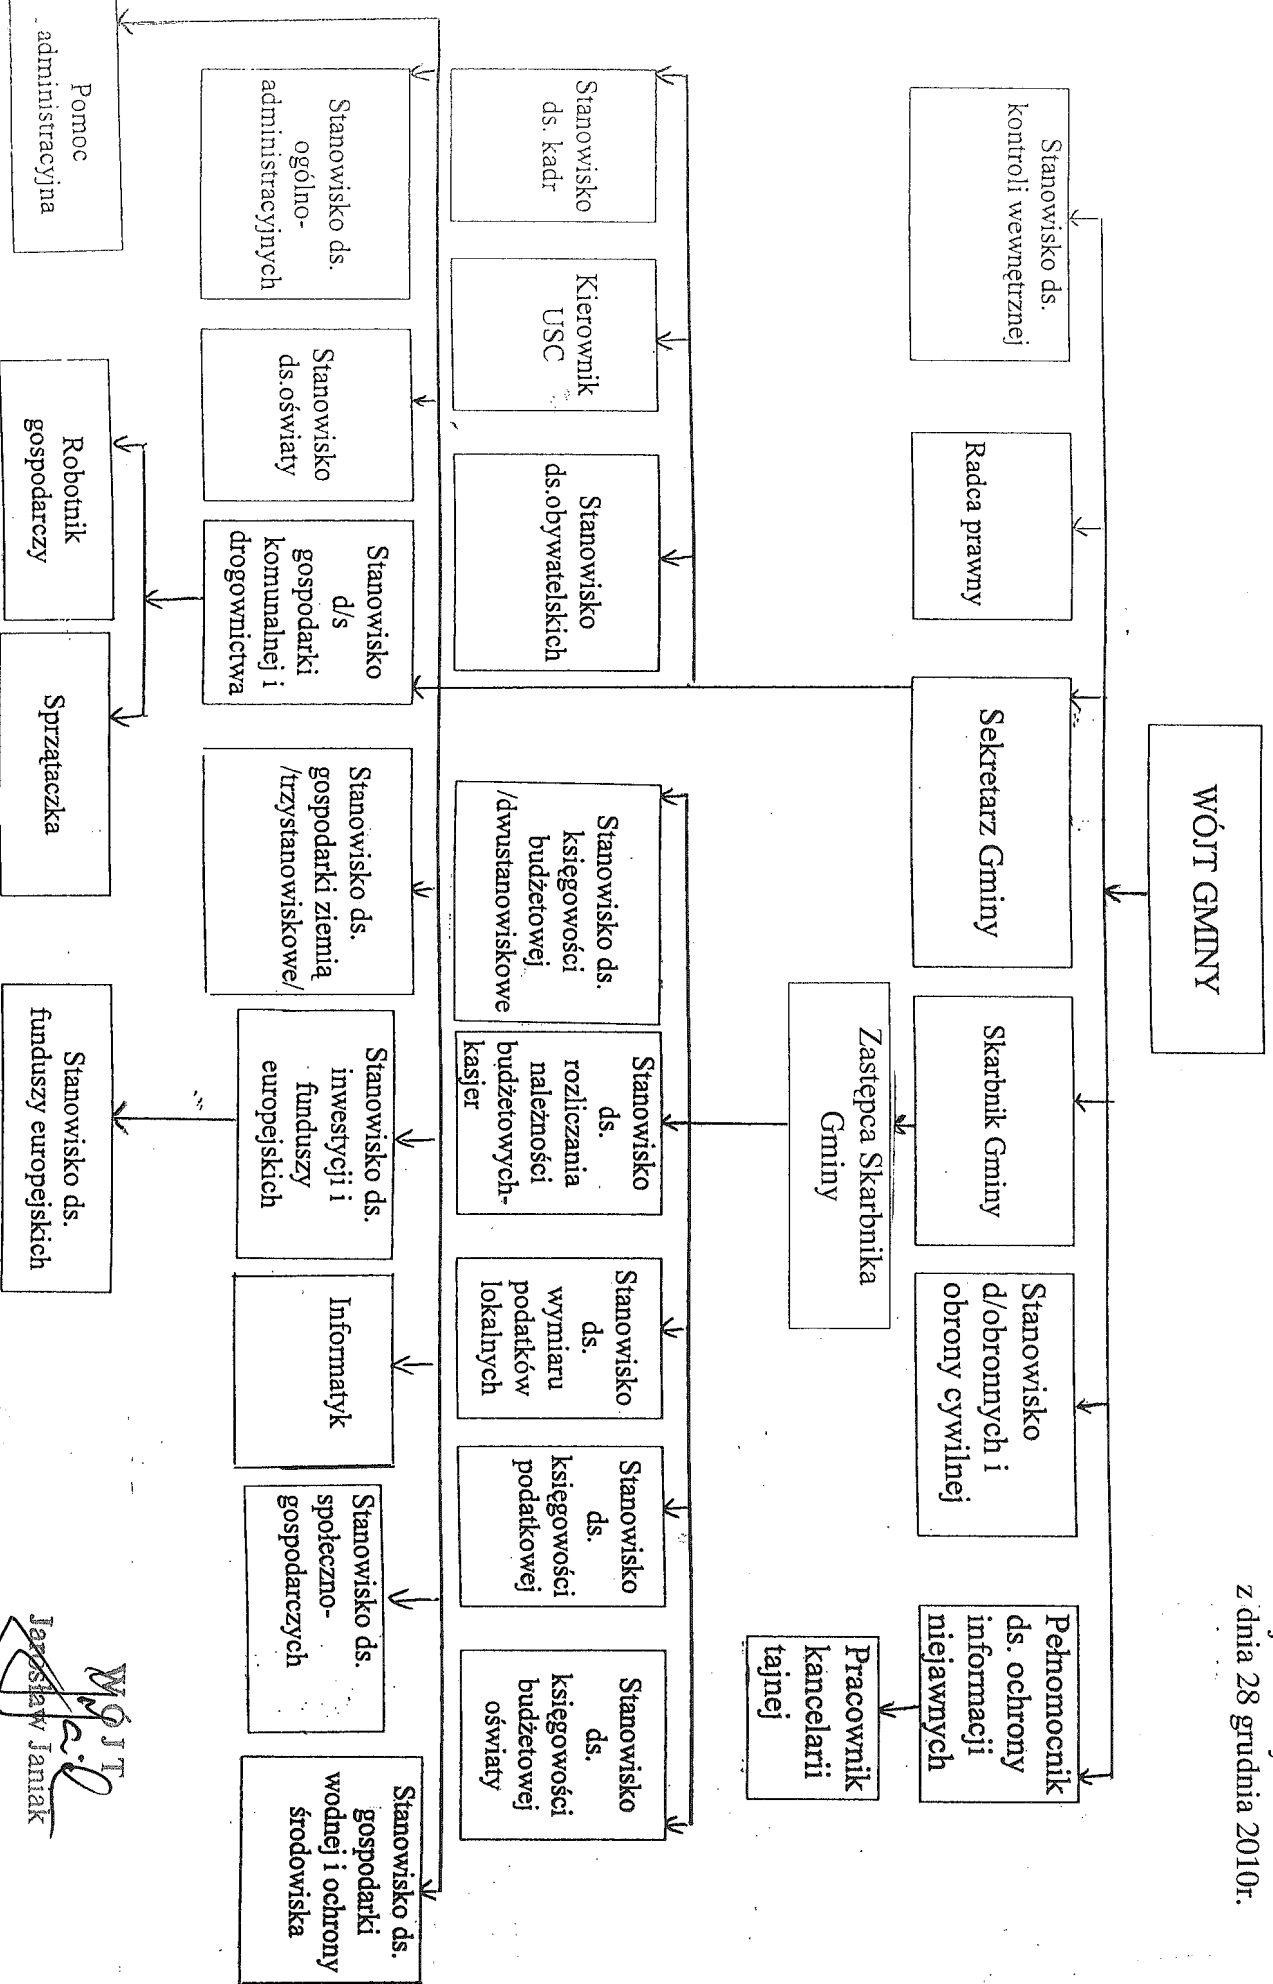 z dnia 28 grudnia 2010r.
WÓJT GMINY
Stanowisko ds.
kontroli wewnętrznej
Radca prawny
Sekretarz Gminy
Skarbnik Gminy
Stanowisko
d/obronnych i
obrony cywilnej
Pełnomocnik
ds. ochrony
informacji
niejawnych
Zastępca Skarbnika
Gminy
Pracownik
kancelarii
tajnej
Stanowisko
ds. kadr
Kierownik
USC
Stanowisko
ds.obywatelskich
Stanowisko ds.
księgowości
budżetowej
/dwustanowiskowe
Stanowisko
ds.
rozliczania
należności
budżetowych-
kasjer
Stanowisko
ds.
wymiaru
podatków
lokalnych
Stanowisko
ds.
księgowości
podatkowej
Stanowisko
ds.
księgowości
budżetowej
oświaty
Stanowisko ds.
ogólno-
administracyjnych
Stanowisko
ds.oświaty
Stanowisko
d/s
gospodarki
komunalnej i
drogownictwa
Stanowisko ds.
gospodarki ziemią
/trzystanowiskowe/
Stanowisko ds.
inwestycji i
funduszy
europejskich
Informatyk
Stanowisko ds.
społeczno-
gospodarczych
Stanowisko ds.
gospodarki
wodnej i ochrony
środowiska
Pomoc
administracyjna
Robotnik
gospodarczy
Sprzątaczka
Stanowisko ds.
funduszy europejskich
WÓJT
Jarosław Janiak